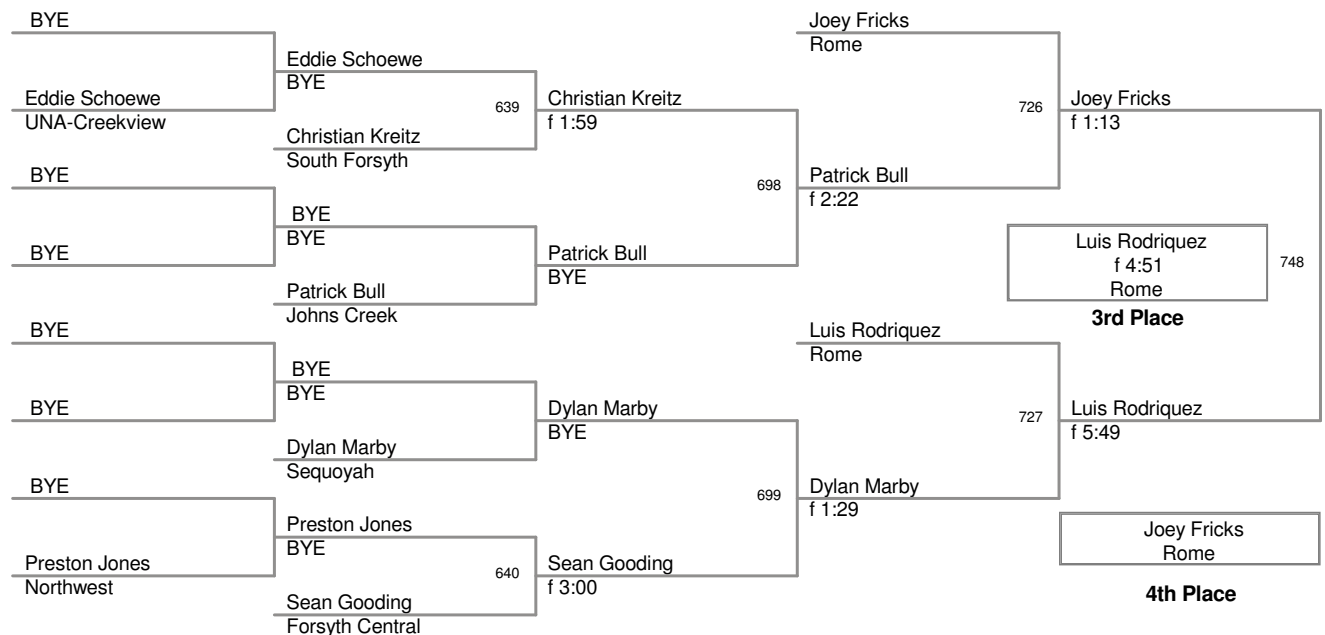 BYE
Eddie Schoewe
UNA-Creekview
BYE
BYE
BYE
BYE
BYE
Preston Jones
Northwest
Eddie Schoewe
BYE
639
Christian Kreitz
South Forsyth
BYE
BYE
Patrick Bull
Johns Creek
BYE
BYE
Dylan Marby
Sequoyah
Preston Jones
BYE
640
Sean Gooding
Forsyth Central
Christian Kreitz
f 1:59
698
Patrick Bull
BYE
Dylan Marby
BYE
699
Sean Gooding
f 3:00
Joey Fricks
Rome
726
Patrick Bull
f 2:22
Luis Rodriquez
Rome
727
Dylan Marby
f 1:29
Joey Fricks
f 1:13
Luis Rodriquez
f 4:51
Rome
748
3rd Place
Luis Rodriquez
f 5:49
Joey Fricks
Rome
4th Place